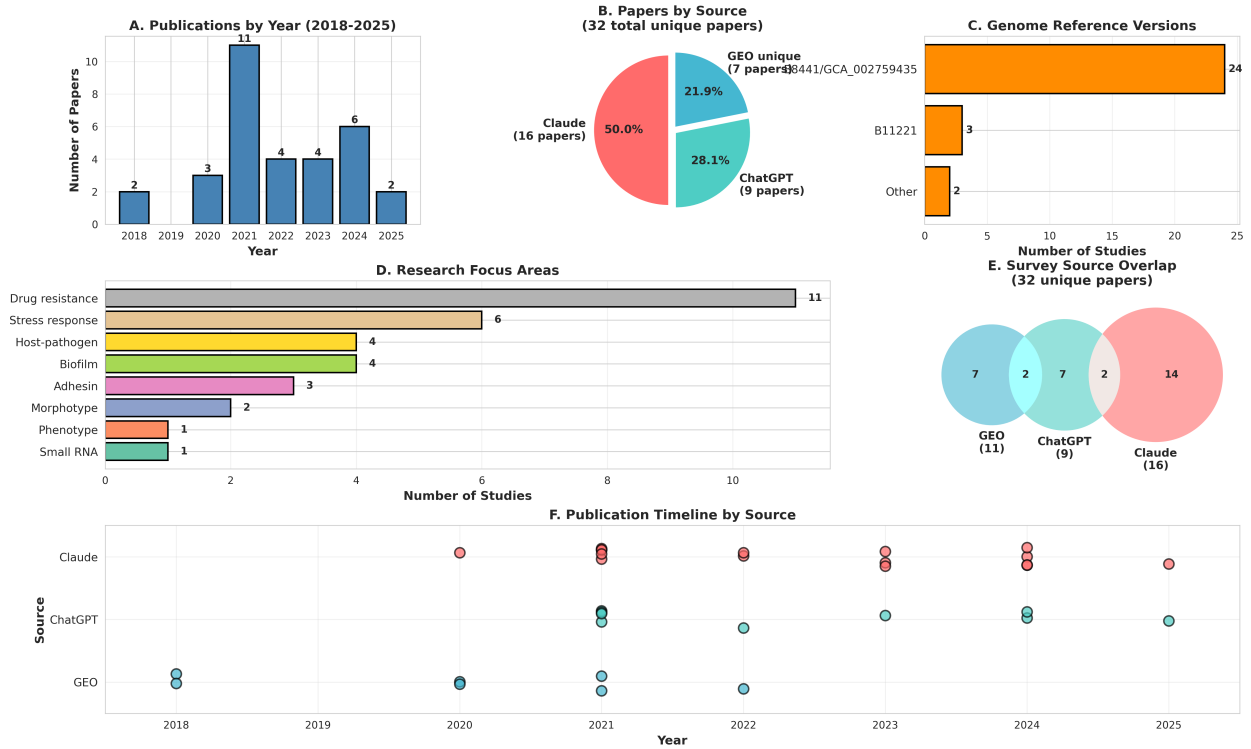 A. Publications by Year (2018-2025)
Number of Papers
10
8
6
4
2
0
2
3
11
4
4
6
2
2018 2019 2020 2021 2022 2023 2024 2025
Year
B. Papers by Source
(32 total unique papers)
GEO unique
(7 papers)
21.9%
Claude
(16 papers)
50.0%
28.1%
ChatGPT
(9 papers)
C. Genome Reference Versions
B8441/GCA_002759435
24
B11221
3
Other
2
0 5 10 15 20 25
Number of Studies
D. Research Focus Areas
Drug resistance 11
Stress response 6
Host-pathogen 4
Biofilm 4
Adhesin 3
Morphotype 2
Phenotype 1
Small RNA 1
0 2 4 6 8 10
Number of Studies
E. Survey Source Overlap
(32 unique papers)
7 2 7 2 14
GEO
(11)
ChatGPT
(9)
Claude
(16)
F. Publication Timeline by Source
Source
Claude
ChatGPT
GEO
2018 2019 2020 2021 2022 2023 2024 2025
Year